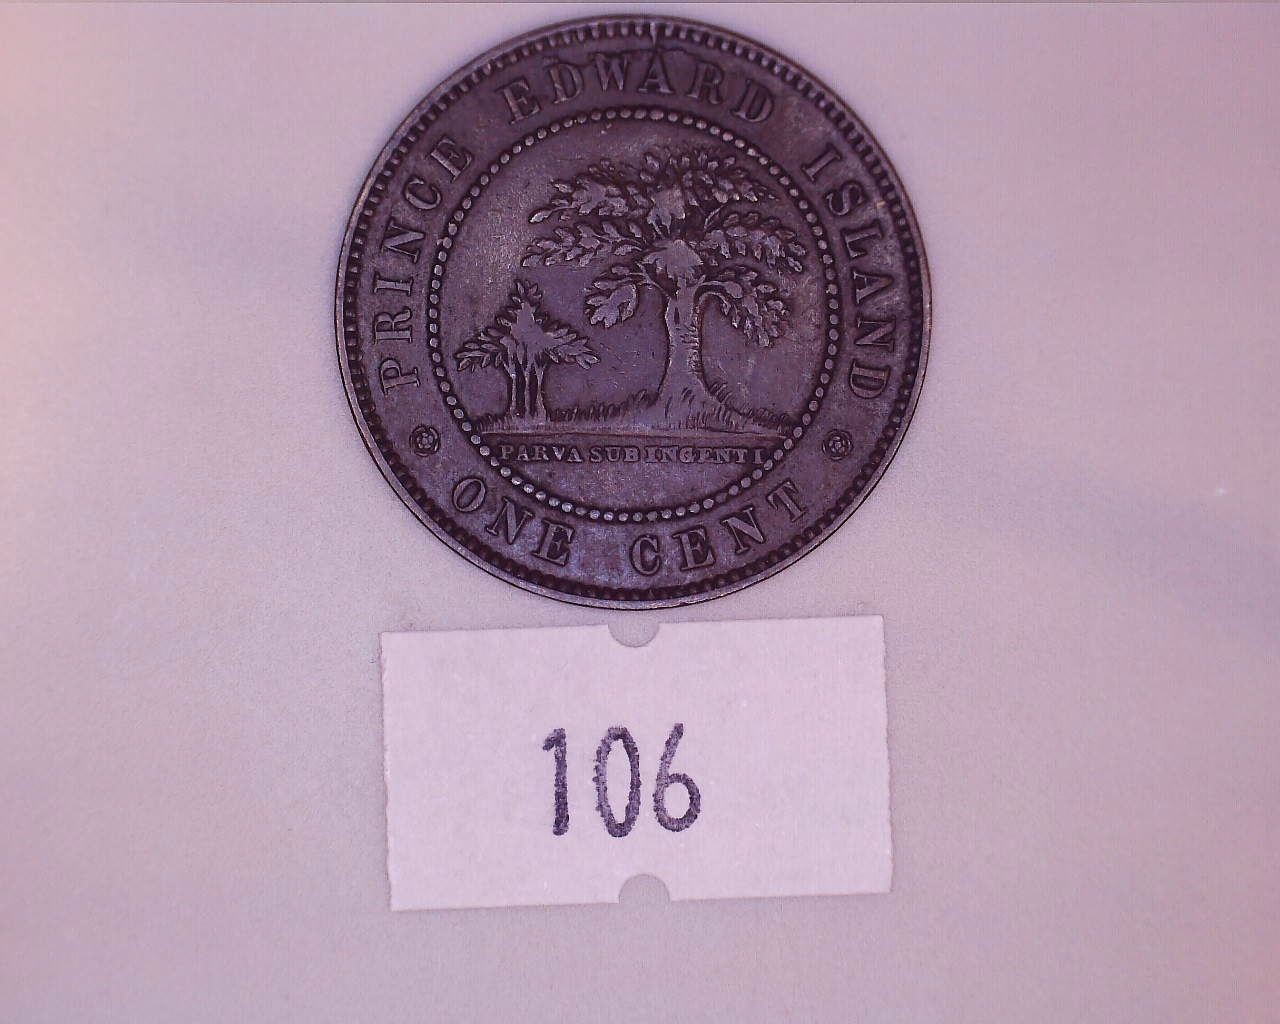 PRINCE EDWARD ISLAND
PARVA SUB INGENTI
ONE CENT
106